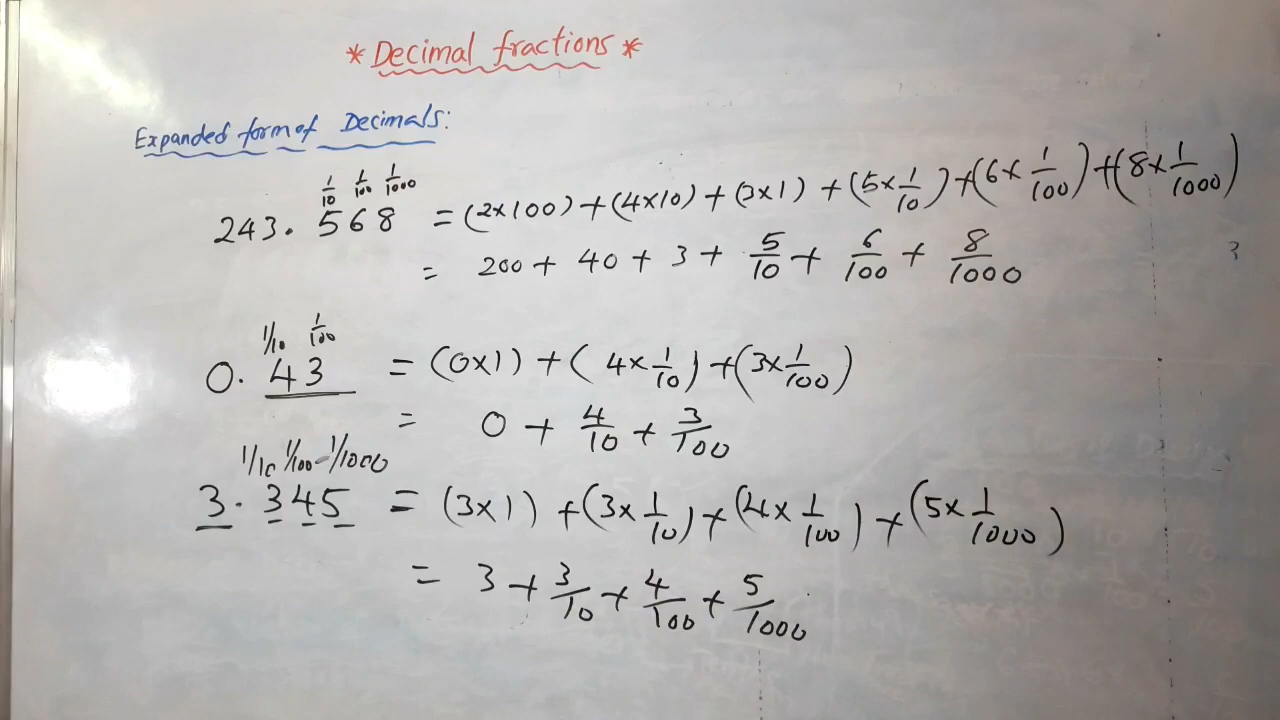 * Decimal fractions *
Expanded form of Decimals:
1/10 1/100 1/1000
243.568 = (2×100)+(4×10)+(3×1)+(5×1/10)+(6×1/100)+(8×1/1000)
= 200 + 40 + 3 + 5/10 + 6/100 + 8/1000
1/10 1/100
0.43 = (0×1)+(4×1/10)+(3×1/100)
= 0 + 4/10 + 3/100
1/10 1/100 1/1000
3.345 = (3×1)+(3×1/10)+(4×1/100)+(5×1/1000)
= 3 + 3/10 + 4/100 + 5/1000